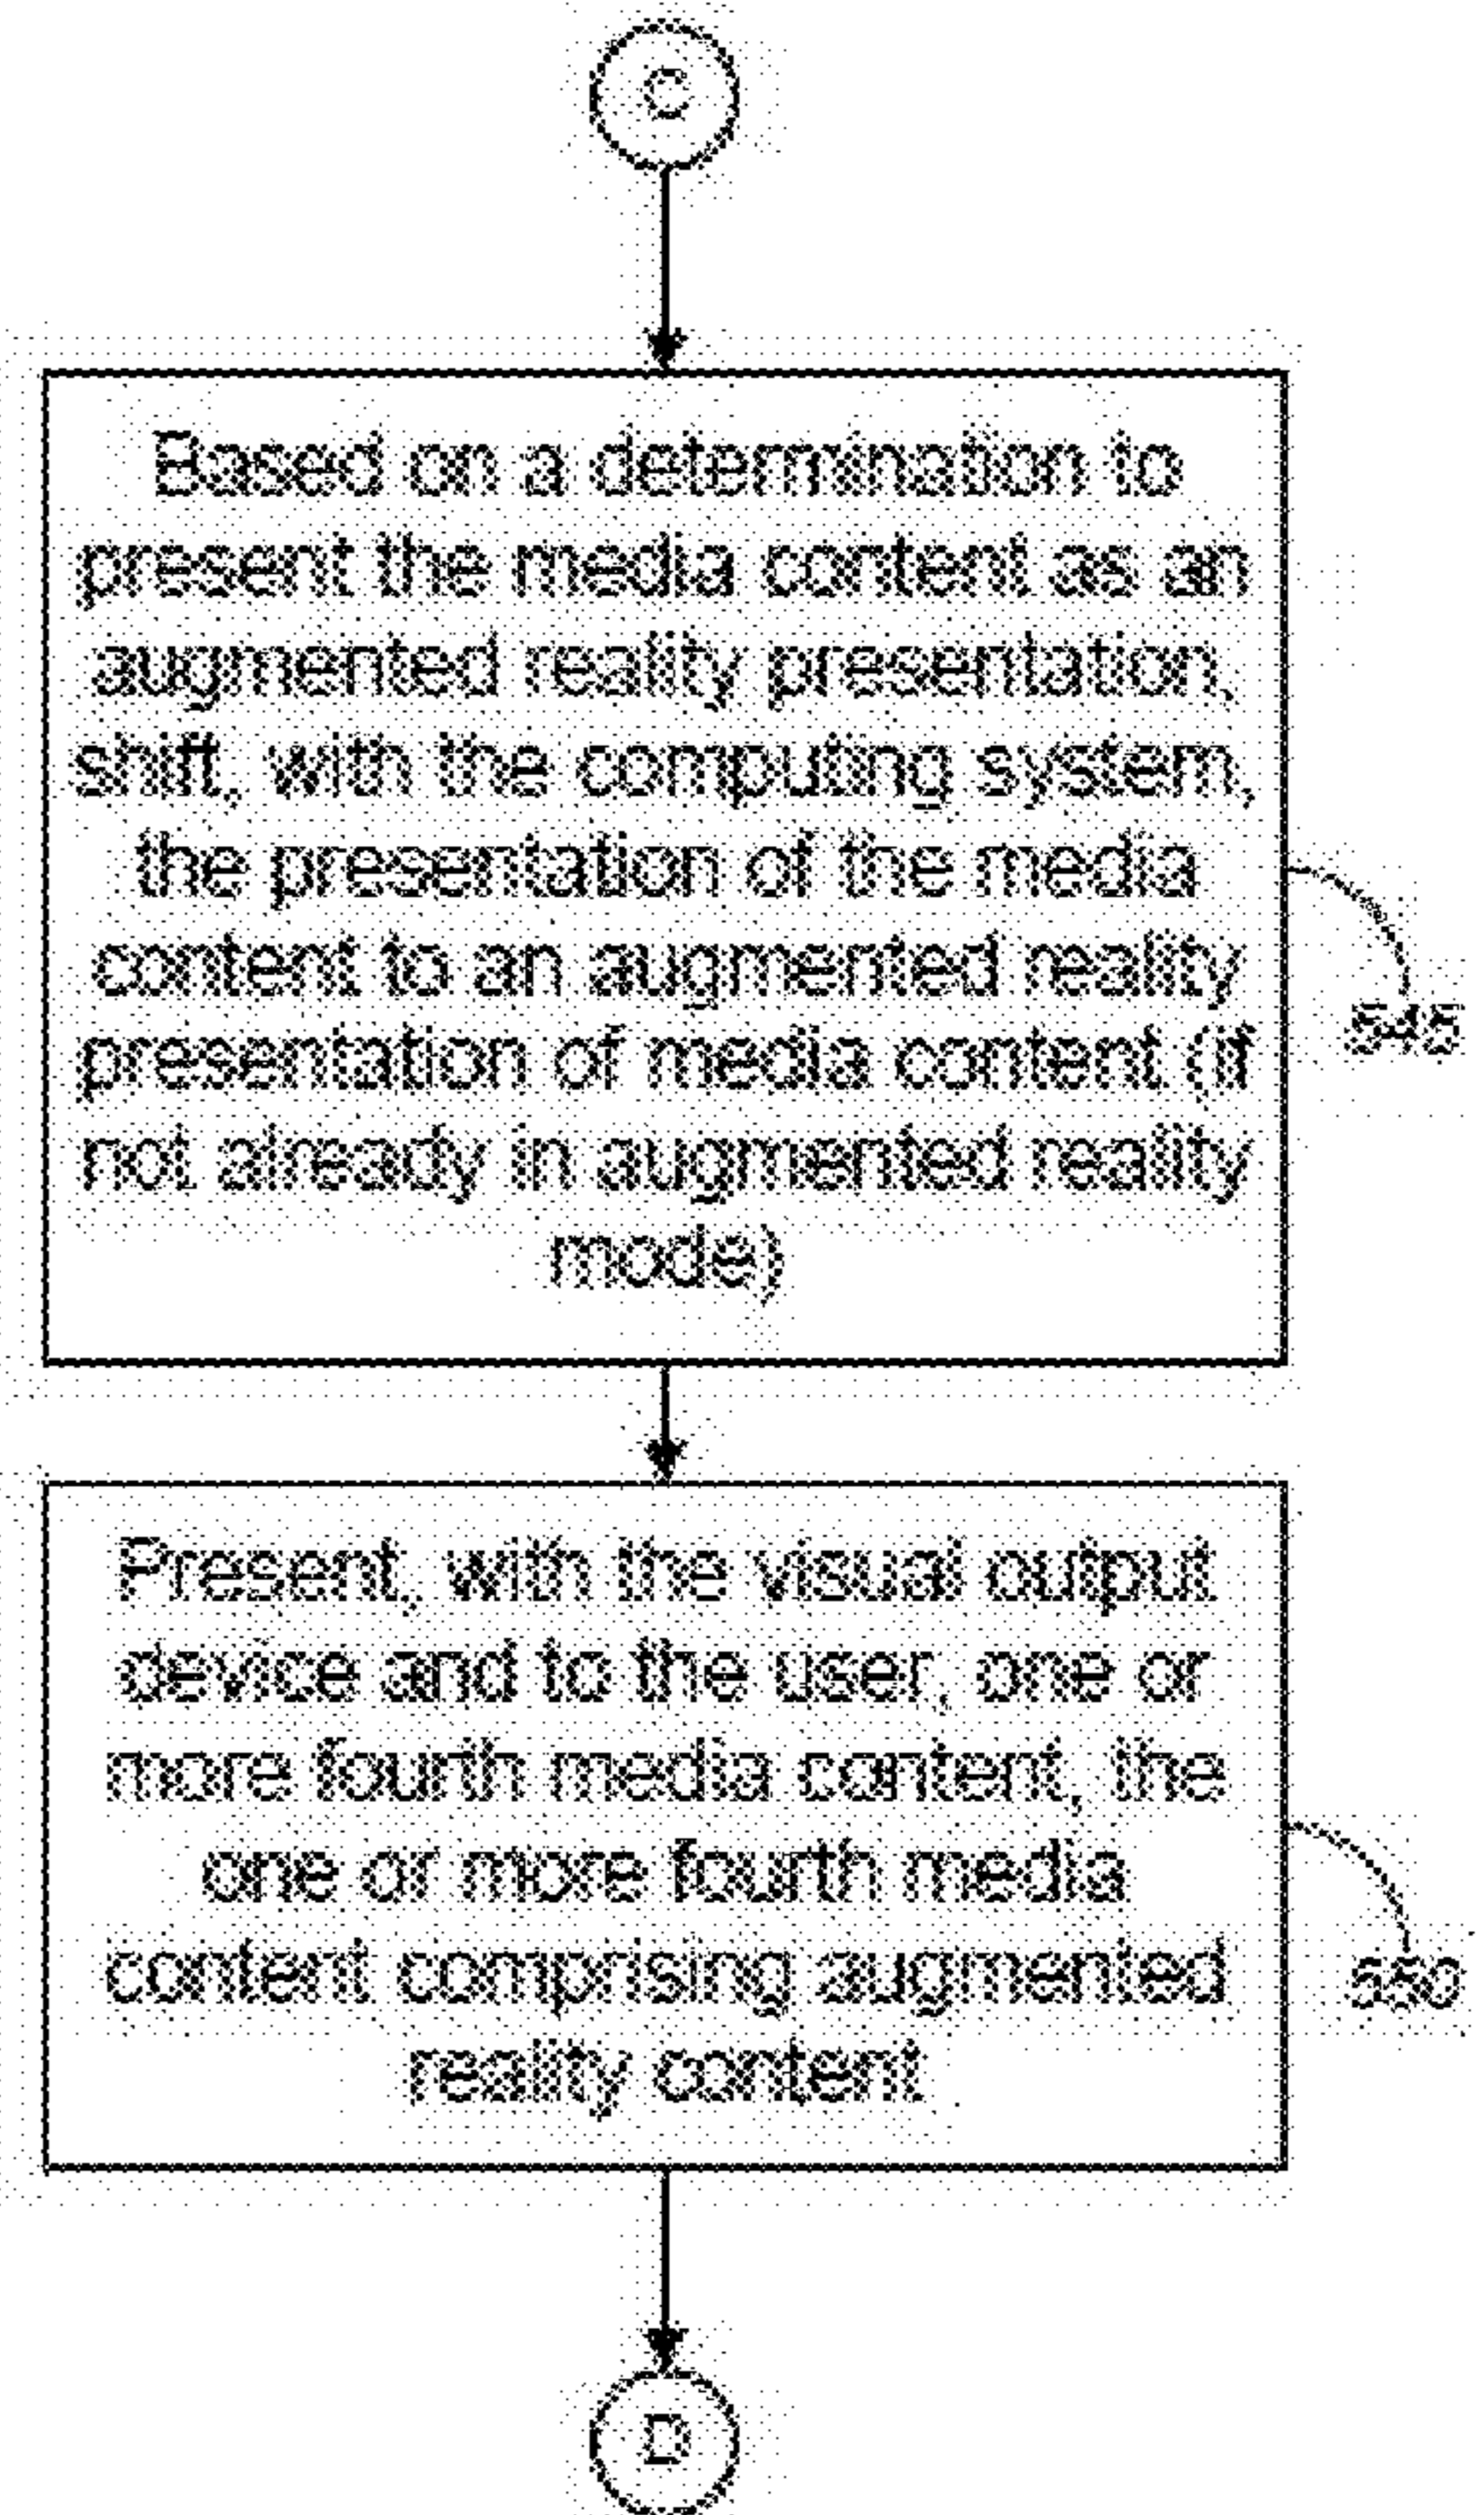 C
Based on a determination to
present the media content as an
augmented reality presentation,
shift, with the computing system,
the presentation of the media
content to an augmented reality
presentation of media content (if
not already in augmented reality
mode)
545
Present, with the visual output
device and to the user, one or
more fourth media content, the
one or more fourth media
content comprising augmented
reality content
550
D